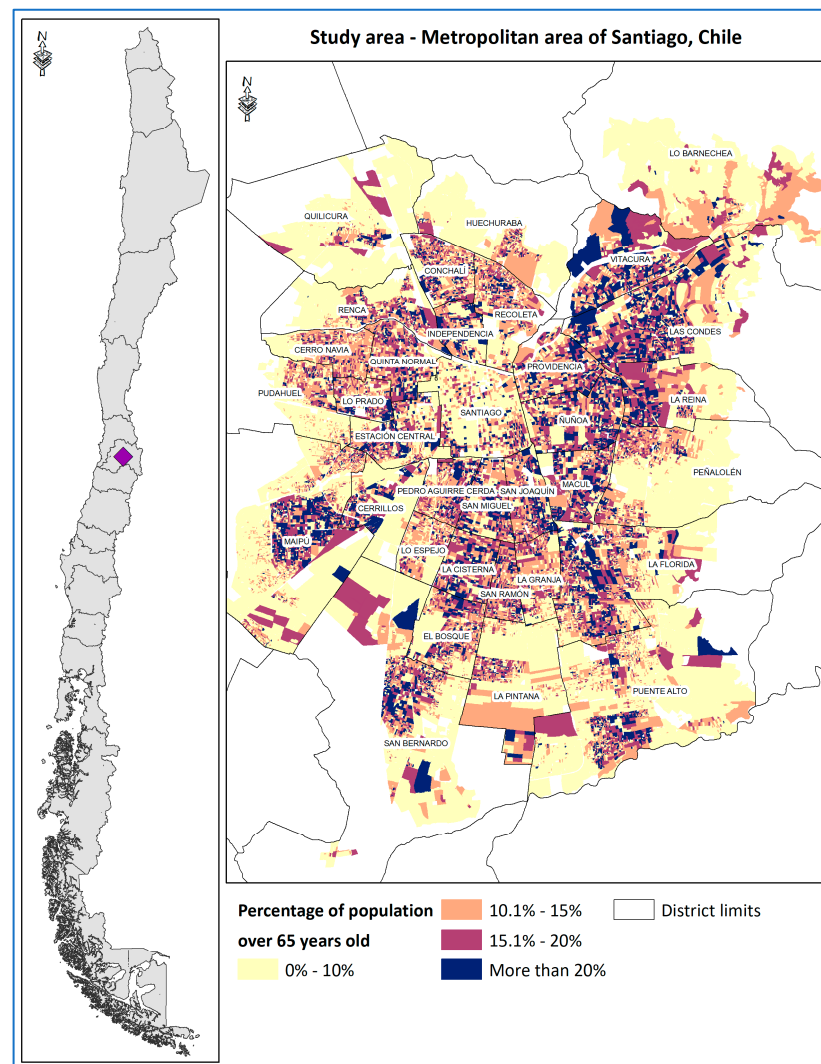 N
Study area - Metropolitan area of Santiago, Chile
N
LO BARNECHEA
QUILICURA
HUECHURABA
VITACURA
CONCHALÍ
RENCA
RECOLETA
INDEPENDENCIA
LAS CONDES
CERRO NAVIA
QUINTA NORMAL
PROVIDENCIA
PUDAHUEL
LO PRADO
LA REINA
SANTIAGO
ÑUÑOA
ESTACIÓN CENTRAL
PEÑALOLÉN
PEDRO AGUIRRE CERDA
SAN JOAQUÍN
MACUL
CERRILLOS
SAN MIGUEL
MAIPÚ
LO ESPEJO
LA CISTERNA
LA GRANJA
LA FLORIDA
SAN RAMÓN
EL BOSQUE
LA PINTANA
PUENTE ALTO
SAN BERNARDO
Percentage of population
over 65 years old
0% - 10%
10.1% - 15%
15.1% - 20%
More than 20%
District limits